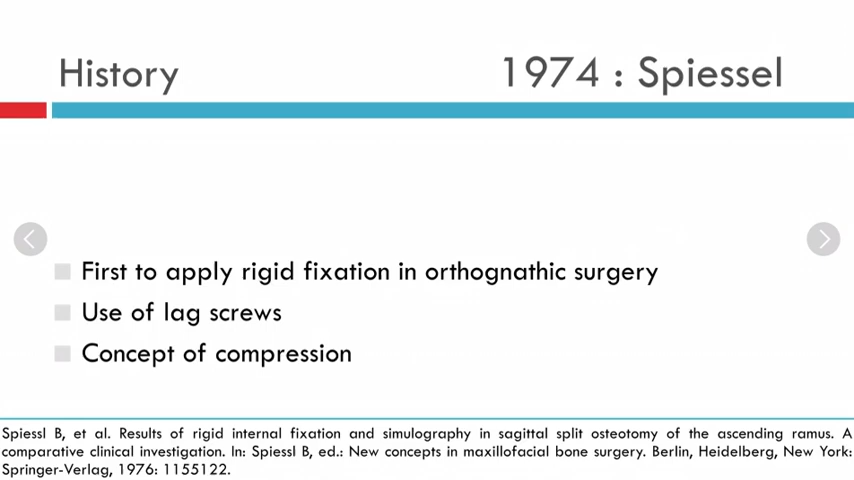 History 1974 : Spiessel
First to apply rigid fixation in orthognathic surgery
Use of lag screws
Concept of compression
Spiessl B, et al. Results of rigid internal fixation and simulography in sagittal split osteotomy of the ascending ramus. A
comparative clinical investigation. In: Spiessl B, ed.: New concepts in maxillofacial bone surgery. Berlin, Heidelberg, New York:
Springer-Verlag, 1976: 1155122.